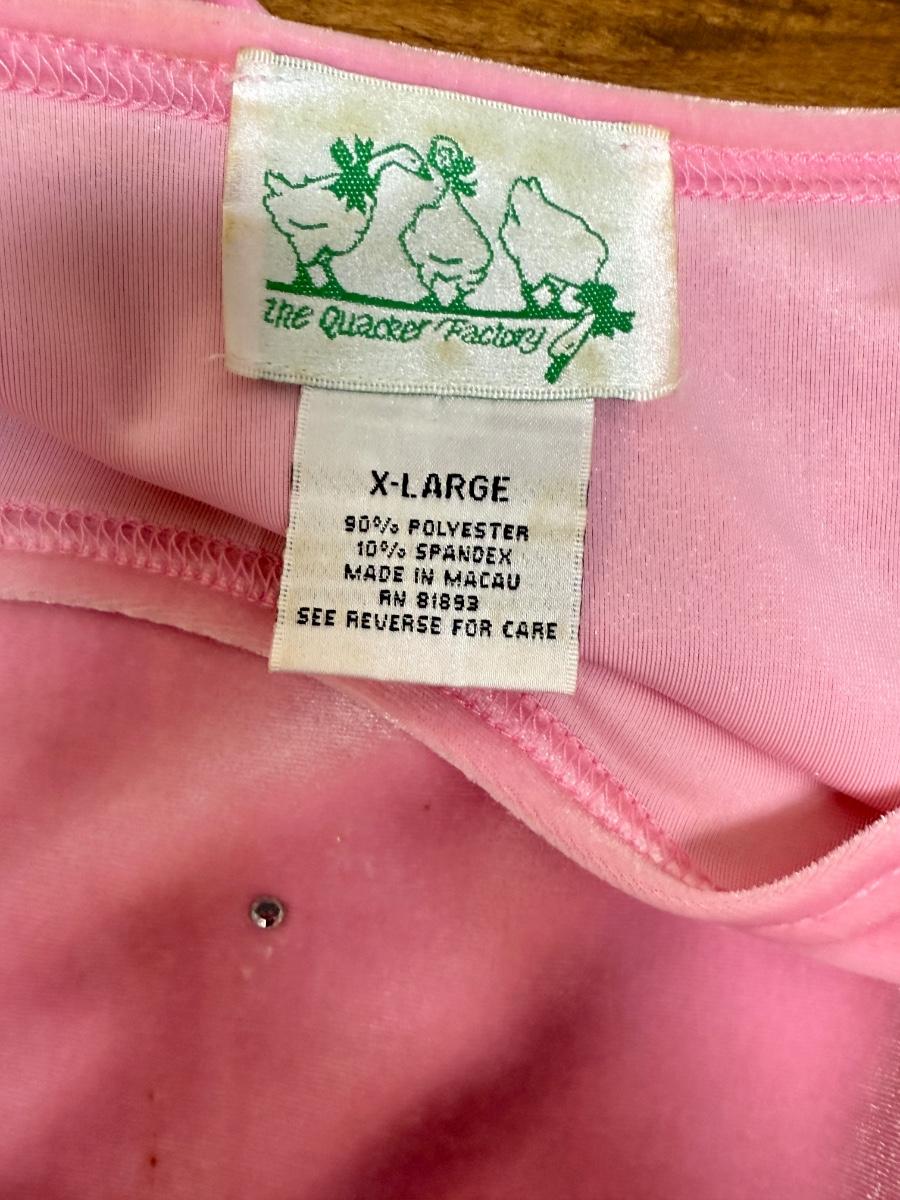 the Quacker Factory
X-LARGE
90% POLYESTER
10% SPANDEX
MADE IN MACAU
RN 81893
SEE REVERSE FOR CARE